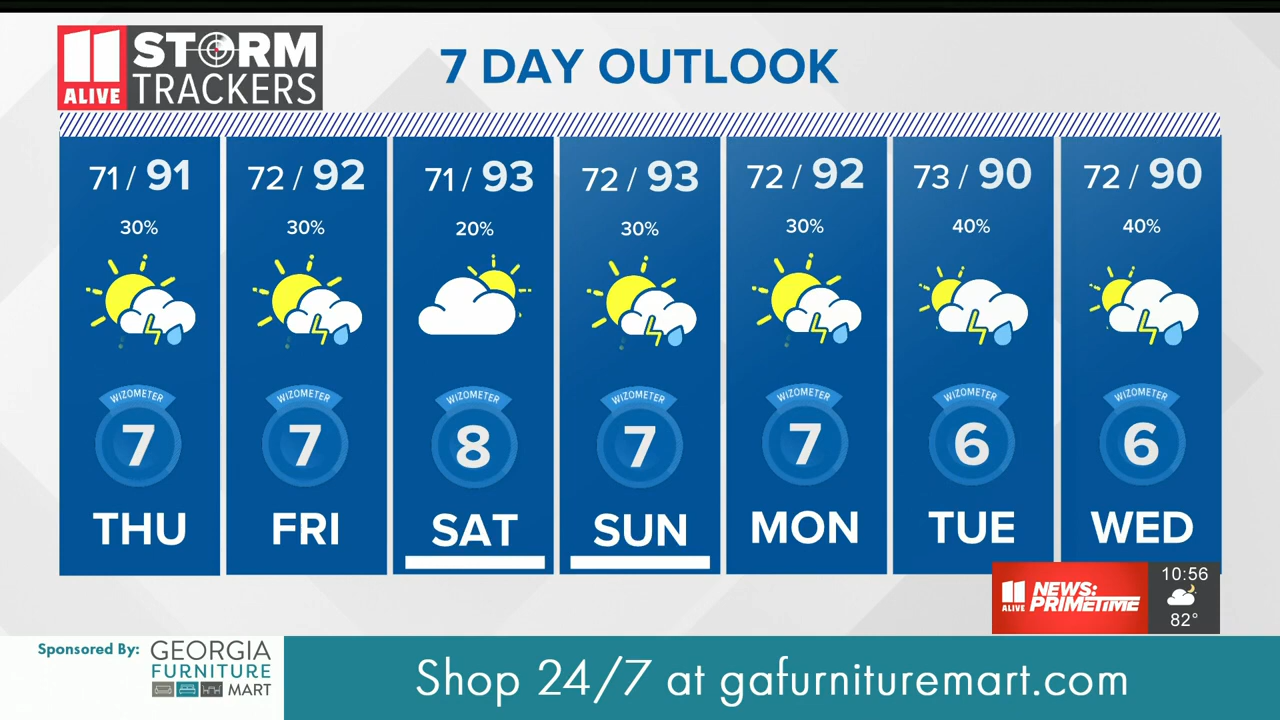 11 ALIVE STORM TRACKERS
7 DAY OUTLOOK
71 / 91
30%
WIZOMETER
7
THU
72 / 92
30%
WIZOMETER
7
FRI
71 / 93
20%
WIZOMETER
8
SAT
72 / 93
30%
WIZOMETER
7
SUN
72 / 92
30%
WIZOMETER
7
MON
73 / 90
40%
WIZOMETER
6
TUE
72 / 90
40%
WIZOMETER
6
WED
11 ALIVE NEWS: PRIMETIME
10:56
82°
Sponsored By:
GEORGIA
FURNITURE
MART
Shop 24/7 at gafurnituremart.com